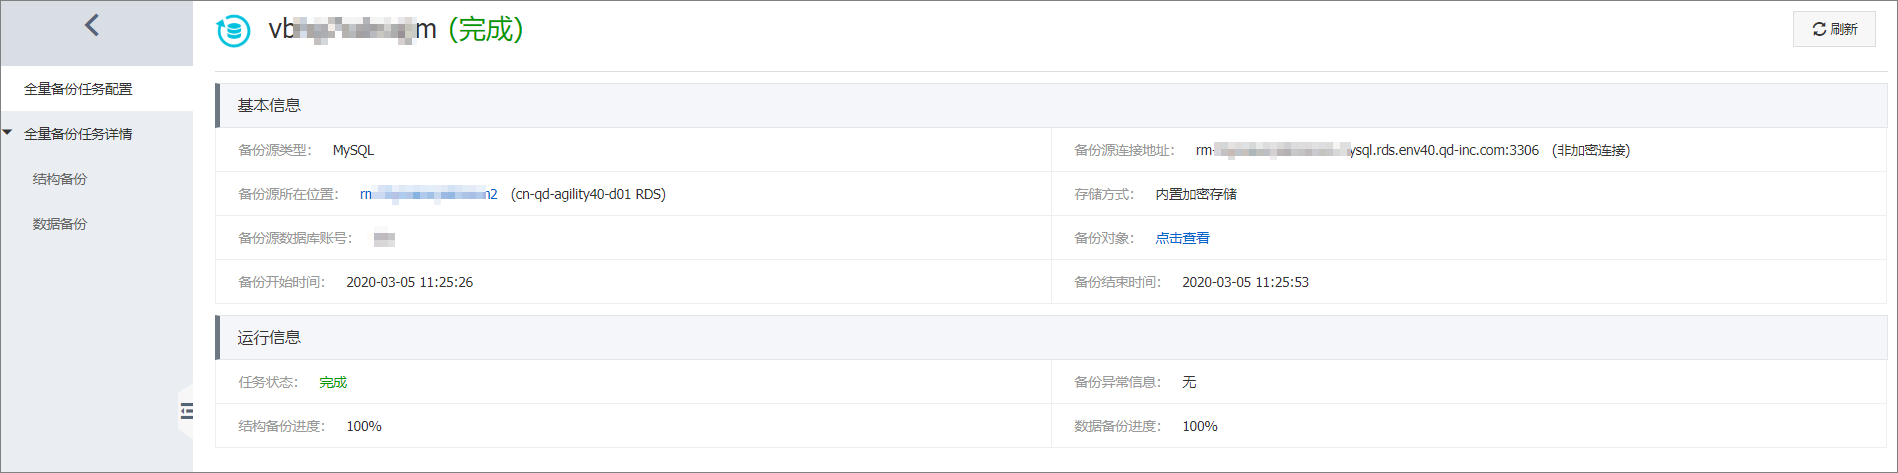 (完成)
刷新
全量备份任务配置
全量备份任务详情
结构备份
数据备份
基本信息
备份源类型： MySQL
备份源连接地址： rm- ysql.rds.env40.qd-inc.com:3306 (非加密连接)
备份源所在位置： (cn-qd-agility40-d01 RDS)
存储方式： 内置加密存储
备份源数据库账号：
备份对象： 点击查看
备份开始时间： 2020-03-05 11:25:26
备份结束时间： 2020-03-05 11:25:53
运行信息
任务状态： 完成
备份异常信息： 无
结构备份进度： 100%
数据备份进度： 100%